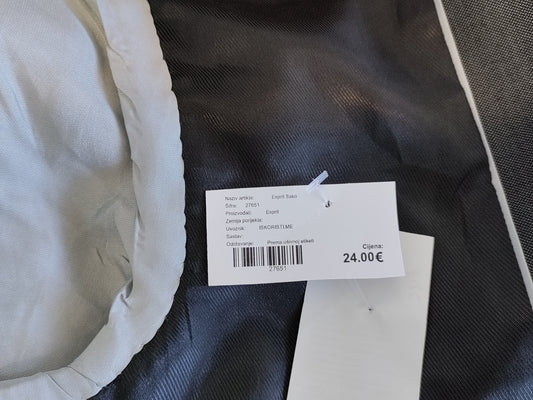 Naziv artikla: Esprit Sako
Šifra: 27651
Proizvođač: Esprit
Zemlja porijekla:
Uvoznik: ISKORISTI.ME
Sastav:
Održavanje: Prema ušivnoj etiketi
Cijena:
24.00€
27651